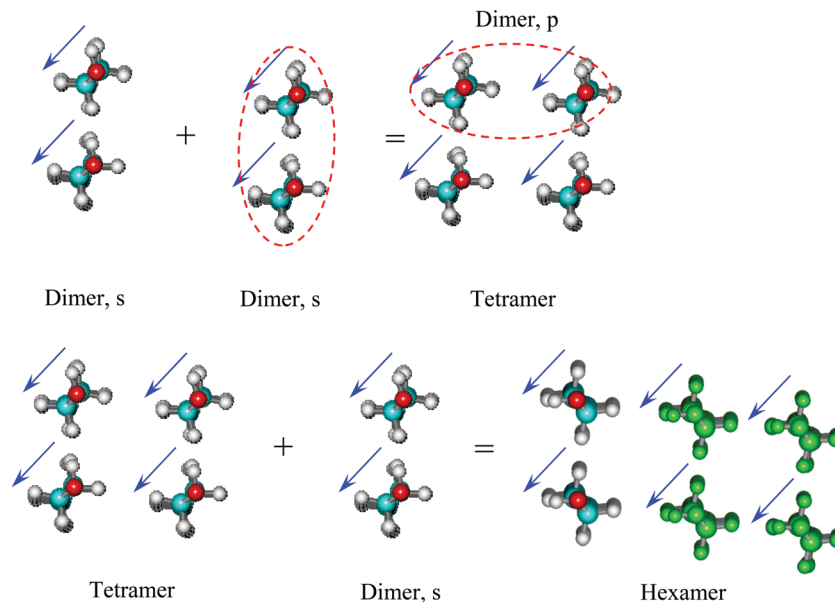 Dimer, p
+
=
Dimer, s
Dimer, s
Tetramer
+
=
Tetramer
Dimer, s
Hexamer